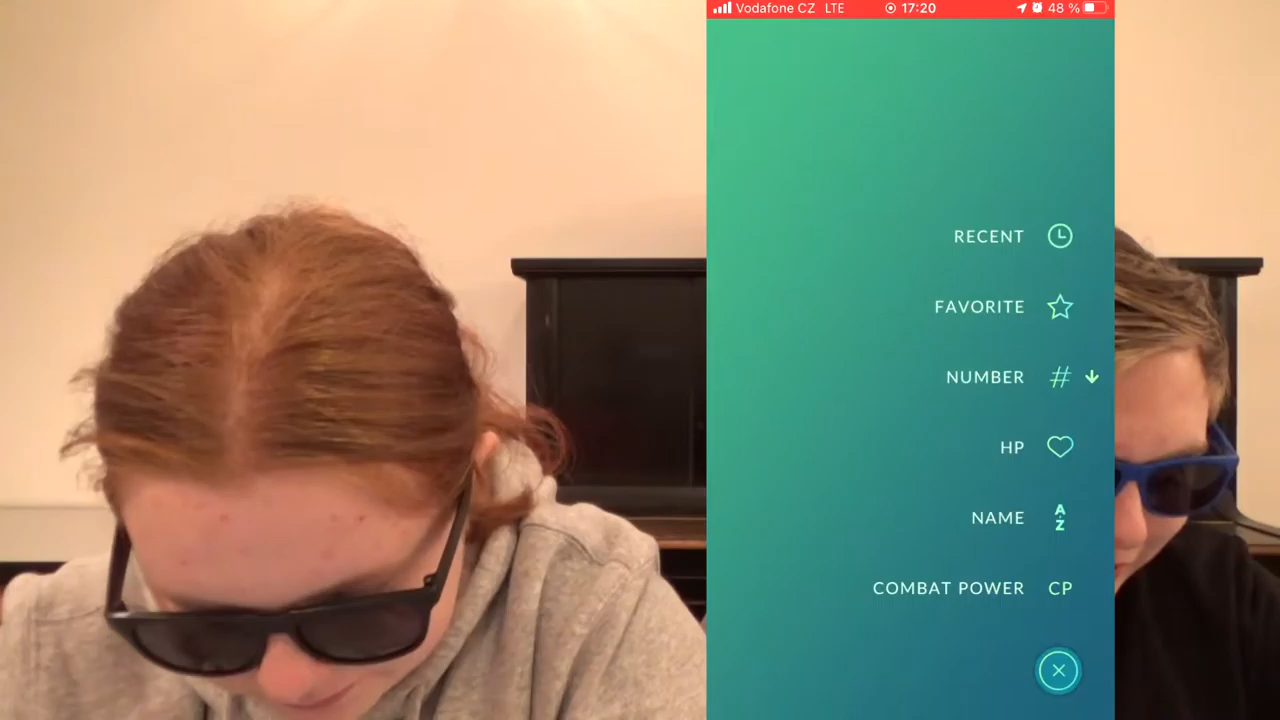 Vodafone CZ LTE 17:20 48 %
RECENT
FAVORITE
NUMBER #
HP
NAME A-Z
COMBAT POWER CP